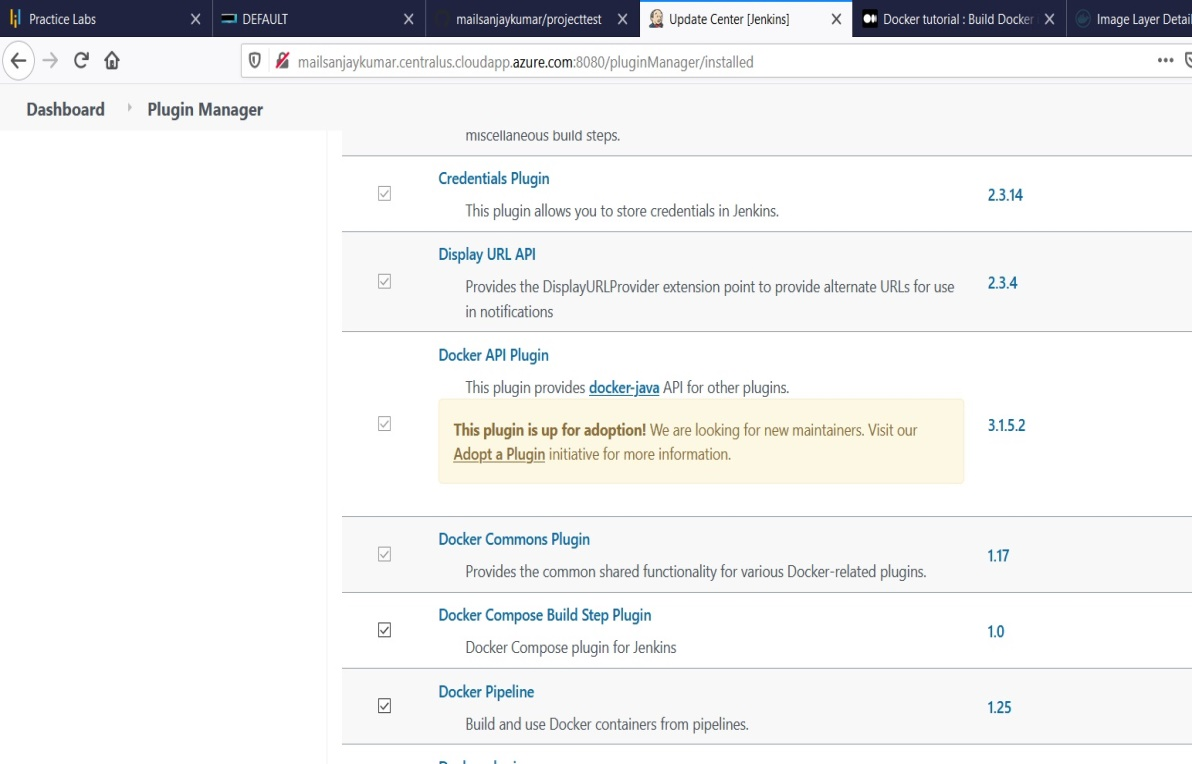 Practice Labs
DEFAULT
mailsanjaykumar/projecttest
Update Center [Jenkins]
Docker tutorial : Build Docker
Image Layer Detai
mailsanjaykumar.centralus.cloudapp.azure.com:8080/pluginManager/installed
Dashboard
Plugin Manager
miscellaneous build steps.
Credentials Plugin
This plugin allows you to store credentials in Jenkins.
2.3.14
Display URL API
Provides the DisplayURLProvider extension point to provide alternate URLs for use
in notifications
2.3.4
Docker API Plugin
This plugin provides docker-java API for other plugins.
This plugin is up for adoption! We are looking for new maintainers. Visit our
Adopt a Plugin initiative for more information.
3.1.5.2
Docker Commons Plugin
Provides the common shared functionality for various Docker-related plugins.
1.17
Docker Compose Build Step Plugin
Docker Compose plugin for Jenkins
1.0
Docker Pipeline
Build and use Docker containers from pipelines.
1.25